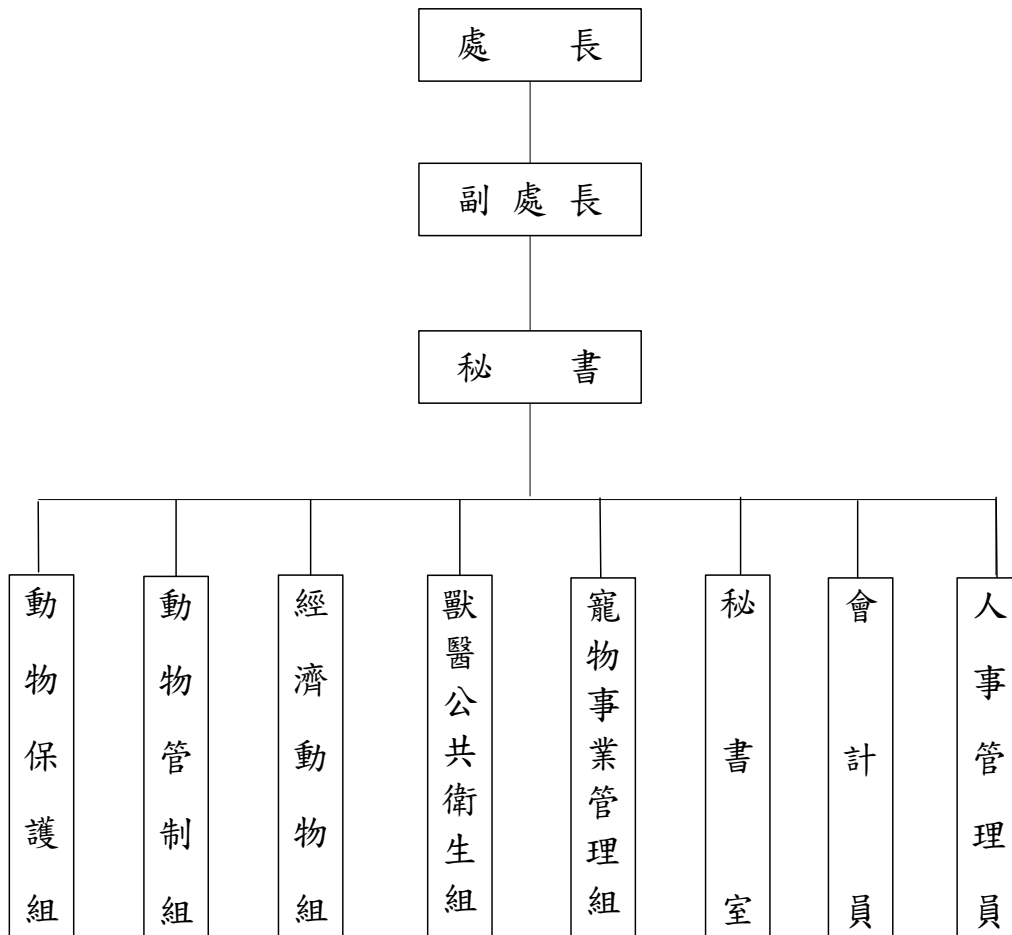 處長
副處長
秘書
動物保護組
動物管制組
經濟動物組
獸醫公共衛生組
寵物事業管理組
秘書室
會計員
人事管理員